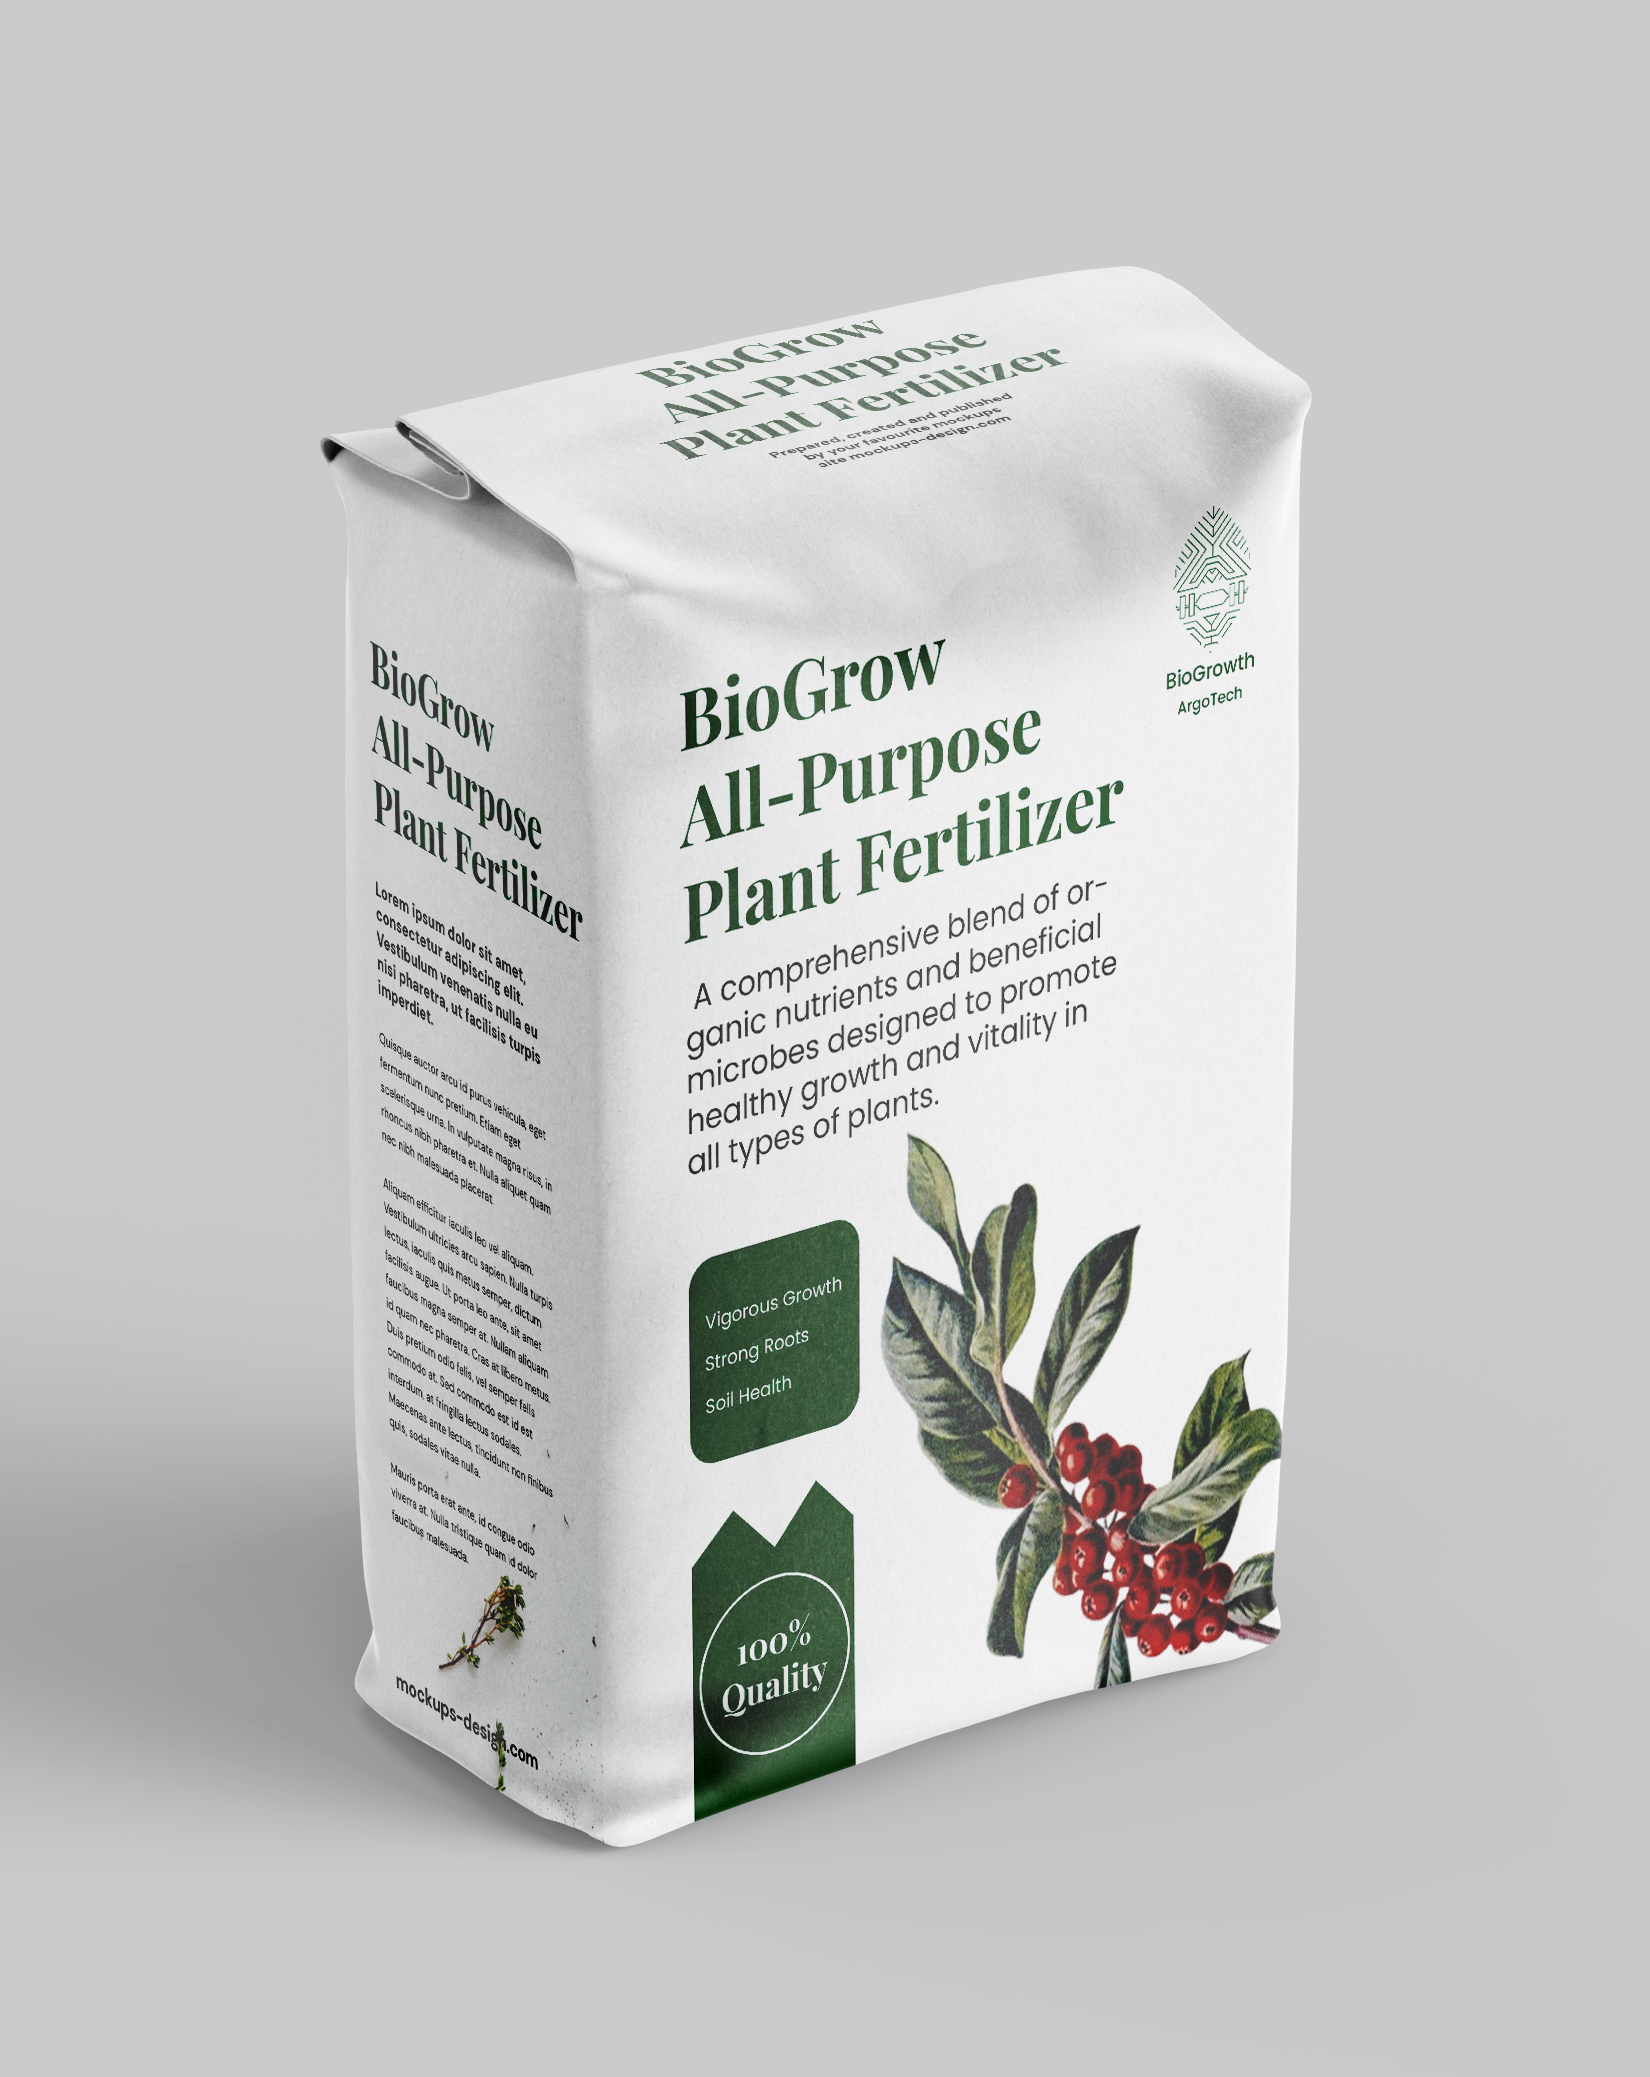 BioGrow
All-Purpose
Plant Fertilizer
Prepared, created and published
by your favourite mockups
site mockups-design.com
BioGrowth
ArgoTech
BioGrow
All-Purpose
Plant Fertilizer
A comprehensive blend of or-
ganic nutrients and beneficial
microbes designed to promote
healthy growth and vitality in
all types of plants.
Vigorous Growth
Strong Roots
Soil Health
100%
Quality
BioGrow
All-Purpose
Plant Fertilizer
Lorem ipsum dolor sit amet,
consectetur adipiscing elit.
Vestibulum venenatis nulla eu
nisi pharetra, ut facilisis turpis
imperdiet.
Quisque auctor arcu id purus vehicula, eget
fermentum nunc pretium. Etiam eget
scelerisque urna. In vulputate magna risus, in
rhoncus nibh pharetra et. Nulla aliquet quam
nec nibh malesuada placerat.
Aliquam efficitur iaculis leo vel aliquam.
Vestibulum ultricies arcu sapien. Nulla turpis
lectus, iaculis quis metus semper, dictum
facilisis augue. Ut porta leo ante, sit amet
faucibus magna semper at. Nullam aliquam
id quam nec pharetra. Cras at libero metus.
Duis pretium odio felis, vel semper felis
commodo at. Sed commodo est id est
interdum, at fringilla lectus sodales.
Maecenas ante lectus, tincidunt non finibus
quis, sodales vitae nulla.
Mauris porta erat ante, id congue odio
viverra at. Nulla tristique quam id dolor
faucibus malesuada.
mockups-design.com